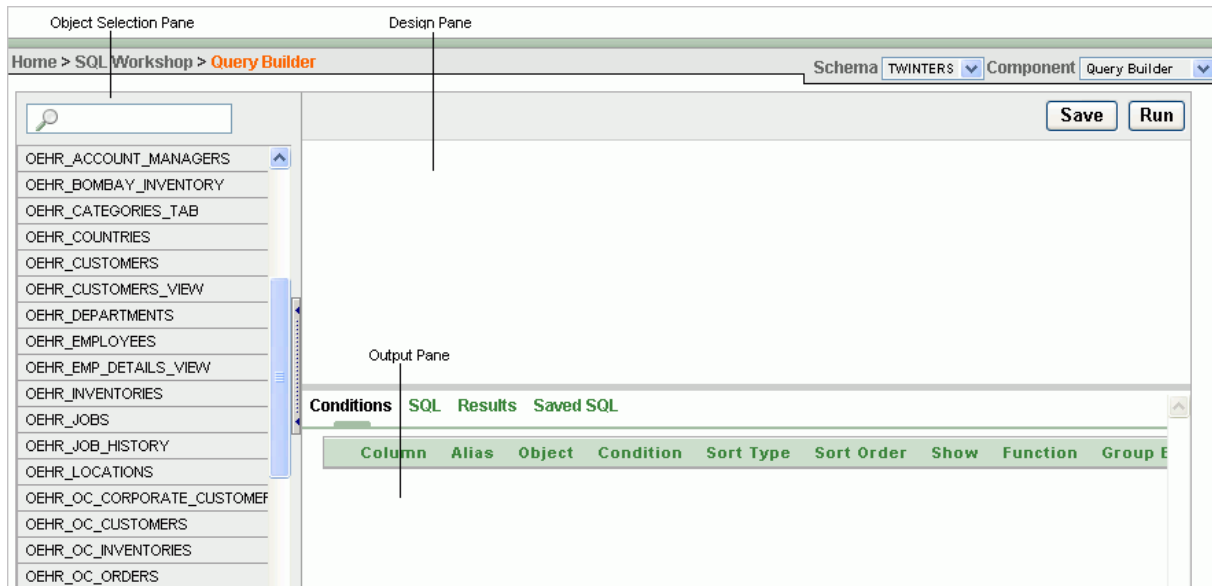 Object Selection Pane
Design Pane
Home > SQL Workshop > Query Builder
Schema TWINTERS Component Query Builder
Save Run
OEHR_ACCOUNT_MANAGERS
OEHR_BOMBAY_INVENTORY
OEHR_CATEGORIES_TAB
OEHR_COUNTRIES
OEHR_CUSTOMERS
OEHR_CUSTOMERS_VIEW
OEHR_DEPARTMENTS
OEHR_EMPLOYEES
OEHR_EMP_DETAILS_VIEW
OEHR_INVENTORIES
OEHR_JOBS
OEHR_JOB_HISTORY
OEHR_LOCATIONS
OEHR_OC_CORPORATE_CUSTOMER
OEHR_OC_CUSTOMERS
OEHR_OC_INVENTORIES
OEHR_OC_ORDERS
Output Pane
Conditions SQL Results Saved SQL
Column Alias Object Condition Sort Type Sort Order Show Function Group